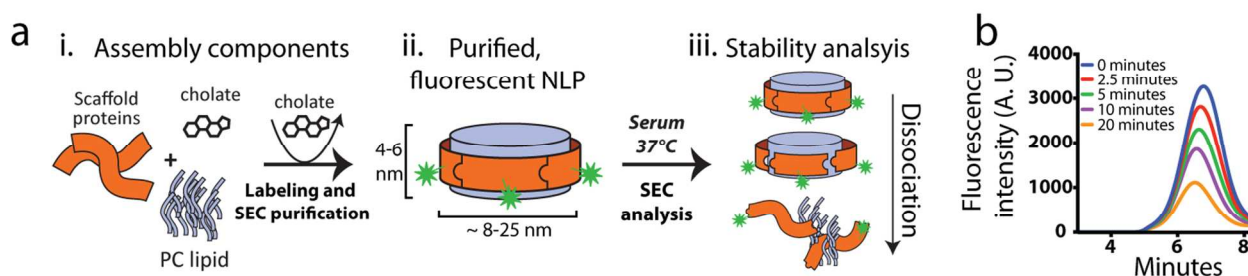 a
i. Assembly components
Scaffold
proteins
cholate
+
PC lipid
cholate
Labeling and
SEC purification
ii. Purified,
fluorescent NLP
4-6
nm
~ 8-25 nm
Serum
37°C
SEC
analysis
iii. Stability analsyis
Dissociation
b
Fluorescence
intensity (A. U.)
4000
3000
2000
1000
0
0 minutes
2.5 minutes
5 minutes
10 minutes
20 minutes
4 6 8
Minutes